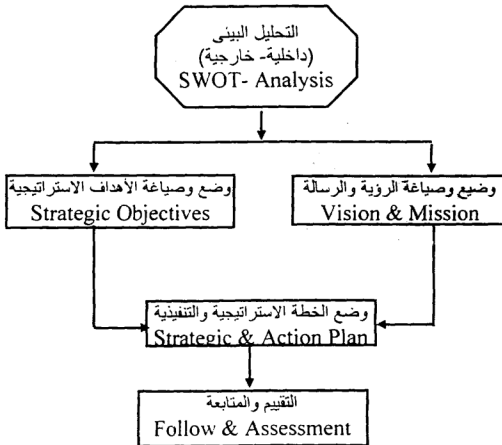 التحليل البيئى
(داخلية- خارجية)
SWOT- Analysis
وضيع وصياغة الرؤية والرسالة
Vision & Mission
وضع وصياغة الأهداف الاستراتيجية
Strategic Objectives
وضع الخطة الاستراتيجية والتنفيذية
Strategic & Action Plan
التقييم والمتابعة
Follow & Assessment